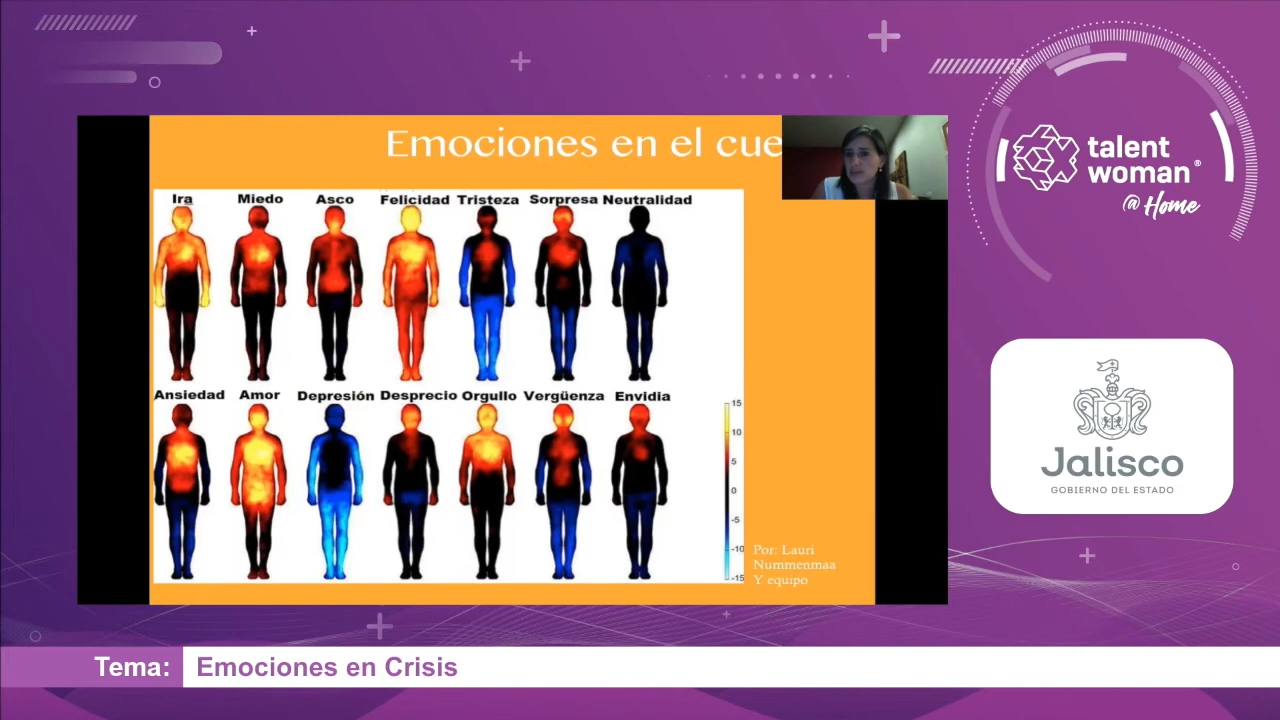 Emociones en el cue
Ira Miedo Asco Felicidad Tristeza Sorpresa Neutralidad
Ansiedad Amor Depresión Desprecio Orgullo Vergüenza Envidia
15
10
5
0
-5
-10
-15
Por: Lauri
Nummenmaa
Y equipo
talent
woman®
@ Home
Jalisco
GOBIERNO DEL ESTADO
Tema: Emociones en Crisis